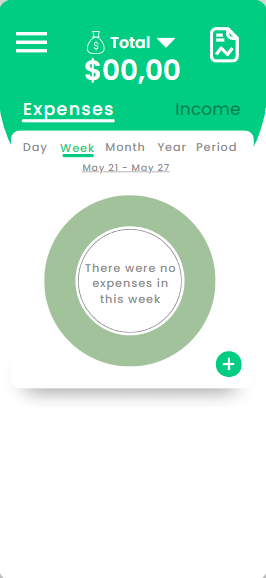 Total
$00,00
Expenses Income
Day Week Month Year Period
May 21 - May 27
There were no
expenses in
this week
+